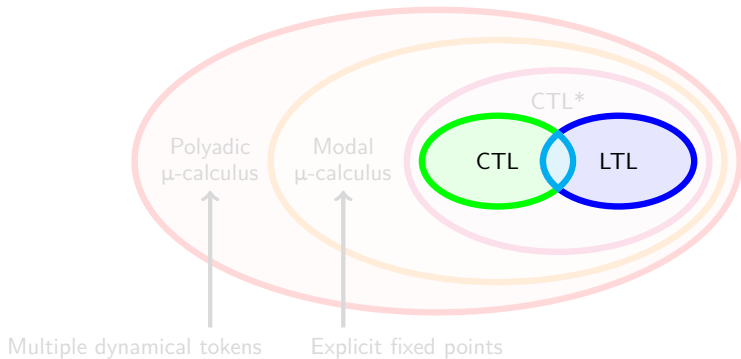 CTL*
Polyadic
μ-calculus
Modal
μ-calculus
CTL
LTL
Multiple dynamical tokens
Explicit fixed points